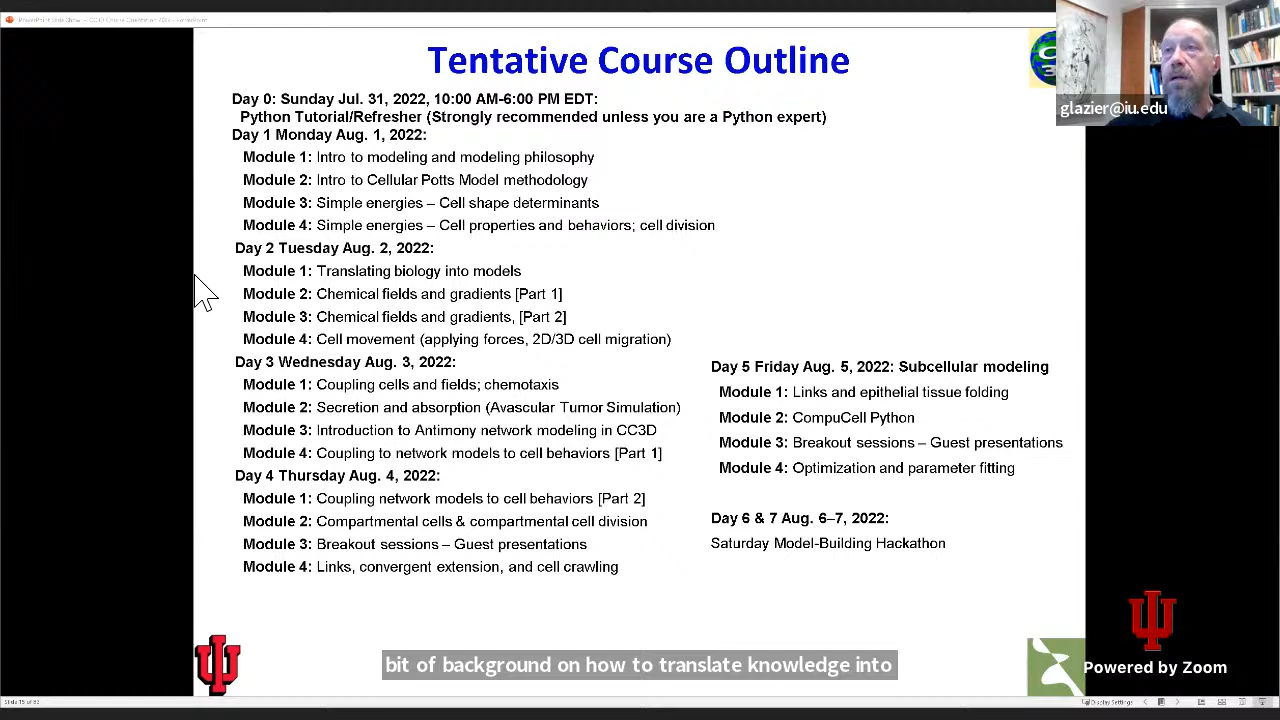 Tentative Course Outline
Day 0: Sunday Jul. 31, 2022, 10:00 AM-6:00 PM EDT:
Python Tutorial/Refresher (Strongly recommended unless you are a Python expert)
Day 1 Monday Aug. 1, 2022:
Module 1: Intro to modeling and modeling philosophy
Module 2: Intro to Cellular Potts Model methodology
Module 3: Simple energies – Cell shape determinants
Module 4: Simple energies – Cell properties and behaviors; cell division
Day 2 Tuesday Aug. 2, 2022:
Module 1: Translating biology into models
Module 2: Chemical fields and gradients [Part 1]
Module 3: Chemical fields and gradients, [Part 2]
Module 4: Cell movement (applying forces, 2D/3D cell migration)
Day 3 Wednesday Aug. 3, 2022:
Module 1: Coupling cells and fields; chemotaxis
Module 2: Secretion and absorption (Avascular Tumor Simulation)
Module 3: Introduction to Antimony network modeling in CC3D
Module 4: Coupling to network models to cell behaviors [Part 1]
Day 4 Thursday Aug. 4, 2022:
Module 1: Coupling network models to cell behaviors [Part 2]
Module 2: Compartmental cells & compartmental cell division
Module 3: Breakout sessions – Guest presentations
Module 4: Links, convergent extension, and cell crawling
Day 5 Friday Aug. 5, 2022: Subcellular modeling
Module 1: Links and epithelial tissue folding
Module 2: CompuCell Python
Module 3: Breakout sessions – Guest presentations
Module 4: Optimization and parameter fitting
Day 6 & 7 Aug. 6–7, 2022:
Saturday Model-Building Hackathon
glazier@iu.edu
bit of background on how to translate knowledge into
Powered by Zoom
Display Settings